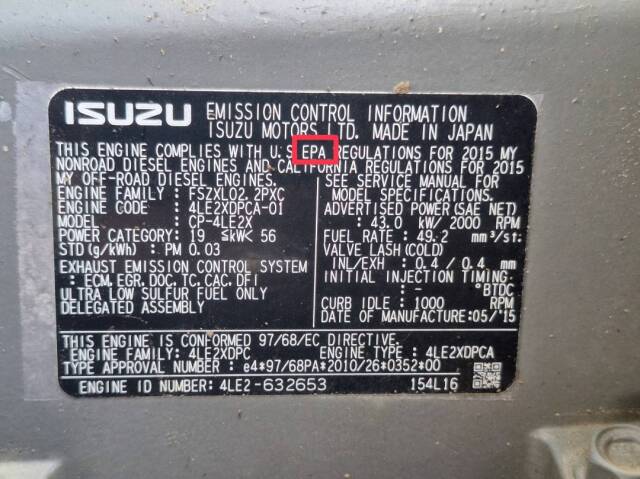 ISUZU EMISSION CONTROL INFORMATION
ISUZU MOTORS LTD. MADE IN JAPAN
THIS ENGINE COMPLIES WITH U.S EPA REGULATIONS FOR 2015 MY
NONROAD DIESEL ENGINES AND CALIFORNIA REGULATIONS FOR 2015
MY OFF-ROAD DIESEL ENGINES.
ENGINE FAMILY : FSZXL02.2PXC
ENGINE CODE : 4LE2XDPCA-01
MODEL : CP-4LE2X
POWER CATEGORY: 19 ≤kW< 56
STD (g/kWh) : PM 0.03
EXHAUST EMISSION CONTROL SYSTEM
: ECM, EGR, DOC, TC, CAC, DFI
ULTRA LOW SULFUR FUEL ONLY
DELEGATED ASSEMBLY
SEE SERVICE MANUAL FOR
MODEL SPECIFICATIONS.
ADVERTISED POWER(SAE NET)
: 43.0 kW/ 2000 RPM
FUEL RATE : 49.2 mm³/st.
VALVE LASH (COLD)
INL/EXH : 0.4 / 0.4 mm
INITIAL INJECTION TIMING:
: - °BTDC
CURB IDLE : 1000 RPM
DATE OF MANUFACTURE:05/'15
THIS ENGINE IS CONFORMED 97/68/EC DIRECTIVE.
ENGINE FAMILY: 4LE2XDPC ENGINE TYPE : 4LE2XDPCA
TYPE APPROVAL NUMBER : e4*97/68PA*2010/26*0352*00
ENGINE ID NUMBER: 4LE2-632653 154L16